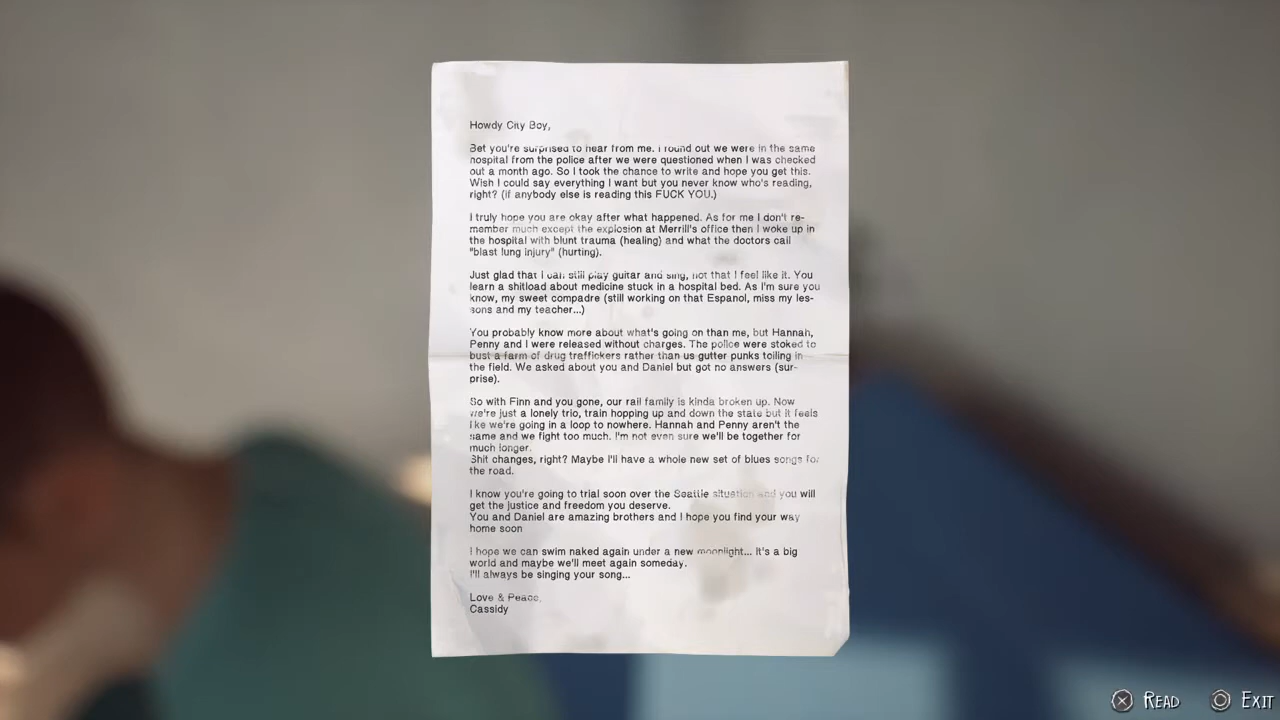 Howdy City Boy,
Bet you're surprised to hear from me. I found out we were in the same
hospital from the police after we were questioned when I was checked
out a month ago. So I took the chance to write and hope you get this.
Wish I could say everything I want but you never know who's reading,
right? (if anybody else is reading this FUCK YOU.)
I truly hope you are okay after what happened. As for me I don't re-
member much except the explosion at Merrill's office then I woke up in
the hospital with blunt trauma (healing) and what the doctors call
"blast lung injury" (hurting).
Just glad that I can still play guitar and sing, not that I feel like it. You
learn a shitload about medicine stuck in a hospital bed. As I'm sure you
know, my sweet compadre (still working on that Espanol, miss my les-
sons and my teacher...)
You probably know more about what's going on than me, but Hannah,
Penny and I were released without charges. The police were stoked to
bust a farm of drug traffickers rather than us gutter punks toiling in
the field. We asked about you and Daniel but got no answers (sur-
prise).
So with Finn and you gone, our rail family is kinda broken up. Now
we're just a lonely trio, train hopping up and down the state but it feels
like we're going in a loop to nowhere. Hannah and Penny aren't the
same and we fight too much. I'm not even sure we'll be together for
much longer.
Shit changes, right? Maybe I'll have a whole new set of blues songs for
the road.
I know you're going to trial soon over the Seattle situation and you will
get the justice and freedom you deserve.
You and Daniel are amazing brothers and I hope you find your way
home soon
I hope we can swim naked again under a new moonlight... It's a big
world and maybe we'll meet again someday.
I'll always be singing your song...
Love & Peace,
Cassidy
READ
EXIT